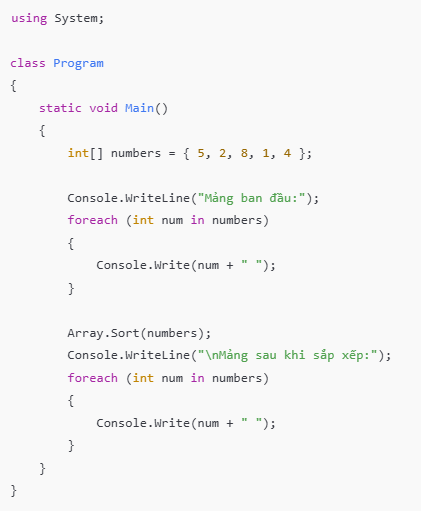 using System;

class Program
{
    static void Main()
    {
        int[] numbers = { 5, 2, 8, 1, 4 };

        Console.WriteLine("Mảng ban đầu:");
        foreach (int num in numbers)
        {
            Console.Write(num + " ");
        }

        Array.Sort(numbers);
        Console.WriteLine("\nMảng sau khi sắp xếp:");
        foreach (int num in numbers)
        {
            Console.Write(num + " ");
        }
    }
}